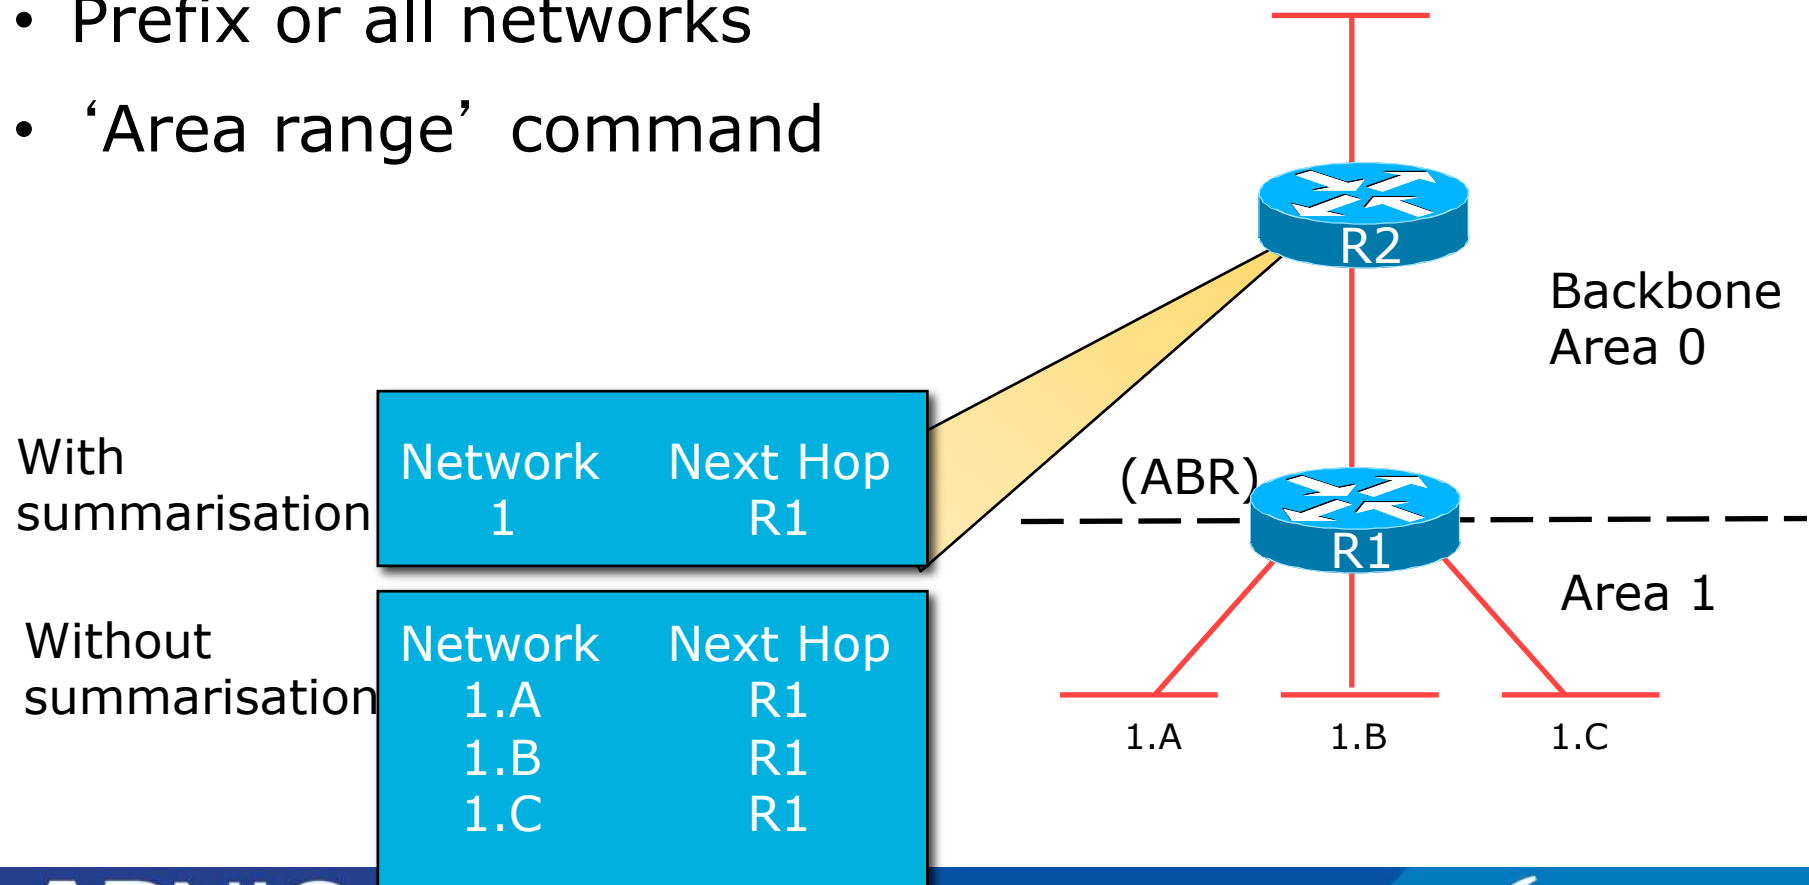 • Prefix or all networks
• ‘Area range’ command
R2
Backbone
Area 0
With
summarisation
Network Next Hop
1 R1
(ABR)
R1
Area 1
Without
summarisation
Network Next Hop
1.A R1
1.B R1
1.C R1
1.A 1.B 1.C